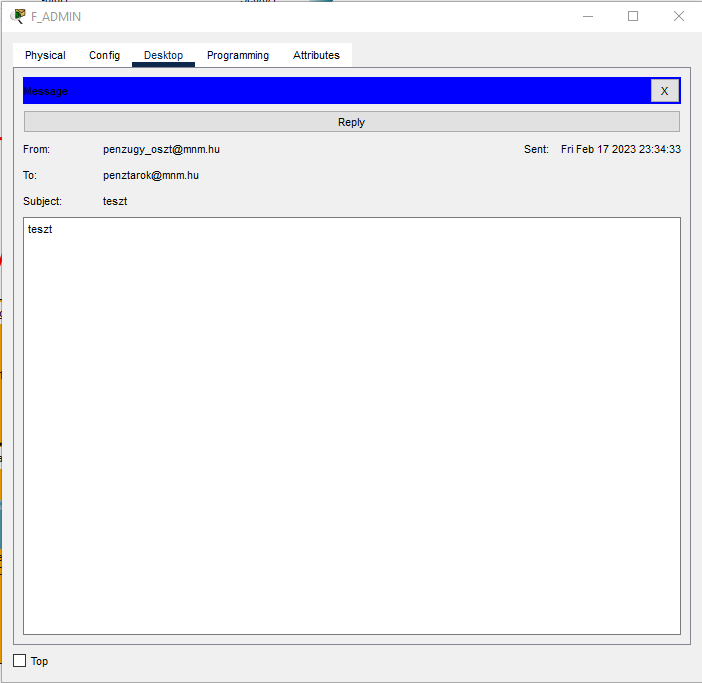 F_ADMIN
Physical Config Desktop Programming Attributes
Message X
Reply
From: penzugy_oszt@mnm.hu Sent: Fri Feb 17 2023 23:34:33
To: penztarok@mnm.hu
Subject: teszt
teszt
Top